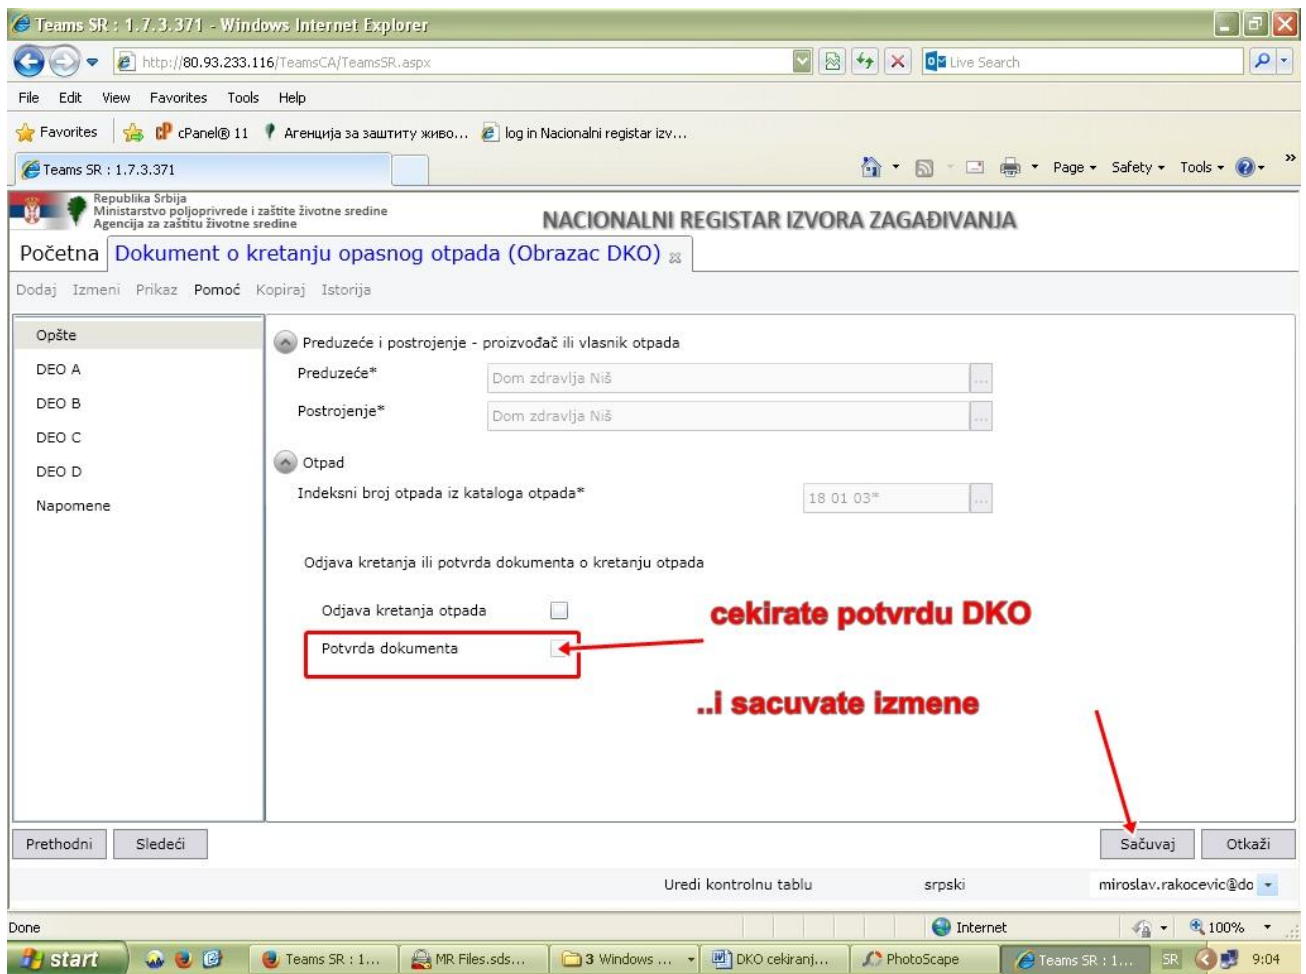 Teams SR : 1.7.3.371 - Windows Internet Explorer
http://80.93.233.116/TeamsCA/TeamsSR.aspx
Live Search
File Edit View Favorites Tools Help
Favorites cPanel® 11 Агенција за заштиту живо... log in Nacionalni registar izv...
Teams SR : 1.7.3.371
Page Safety Tools »
Republika Srbija
Ministarstvo poljoprivrede i zaštite životne sredine
Agencija za zaštitu životne sredine
NACIONALNI REGISTAR IZVORA ZAGAĐIVANJA
Početna Dokument o kretanju opasnog otpada (Obrazac DKO)
Dodaj Izmeni Prikaz Pomoć Kopiraj Istorija
Opšte
DEO A
DEO B
DEO C
DEO D
Napomene
Preduzeće i postrojenje - proizvođač ili vlasnik otpada
Preduzeće* Dom zdravlja Niš ...
Postrojenje* Dom zdravlja Niš ...
Otpad
Indeksni broj otpada iz kataloga otpada* 18 01 03* ...
Odjava kretanja ili potvrda dokumenta o kretanju otpada
Odjava kretanja otpada
cekirate potvrdu DKO
Potvrda dokumenta
..i sacuvate izmene
Prethodni Sledeći Sačuvaj Otkaži
Uredi kontrolnu tablu srpski miroslav.rakocevic@do
Done Internet 100%
start Teams SR : 1... MR Files.sds... 3 Windows ... DKO cekiranj... PhotoScape Teams SR : 1... SR 9:04